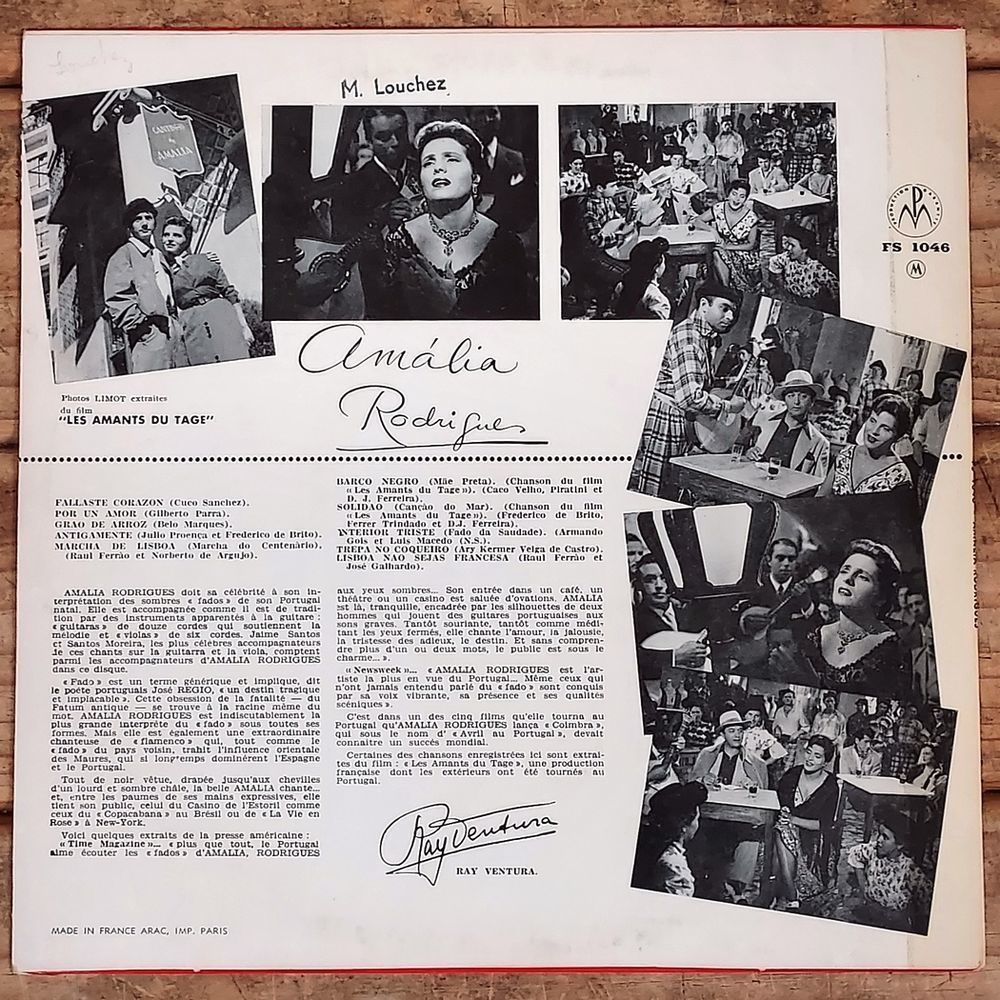 M. Louchez
CANTINHO
da
AMALIA
FS 1046
M
Amália
Rodrigues
Photos LIMOT extraites
du film
"LES AMANTS DU TAGE"
FALLASTE CORAZON (Cuco Sanchez).
POR UN AMOR (Gilberto Parra).
GRAO DE ARROZ (Belo Marques).
ANTIGAMENTE (Julio Proença et Frederico de Brito).
MARCHA DE LISBOA (Marcha do Centenàrio).
(Raul Ferrào et Norberto de Araujo).
BARCO NEGRO (Mãe Preta). (Chanson du film
« Les Amants du Tage »). (Caco Velho, Piratini et
D. J. Ferreira).
SOLIDAO (Canção do Mar). (Chanson du film
« Les Amants du Tage »). (Frederico de Brito,
Ferrer Trindado et D.J. Ferreira).
INTERIOR TRISTE (Fado da Saudade). (Armando
Gois et Luis Macedo (N.S.).
TREPA NO COQUEIRO (Ary Kermer Veiga de Castro).
LISBOA NAO SEJAS FRANCESA (Raul Ferrào et
José Galhardo).
AMALIA RODRIGUES doit sa célébrité à son in-
terprétation des sombres « fados » de son Portugal
natal. Elle est accompagnée comme il est de tradi-
tion par des instruments apparentés à la guitare :
« guitaras » de douze cordes qui soutiennent la
mélodie et « violas » de six cordes. Jaime Santos
et Santos Moreira, les plus célèbres accompagnateurs
de ces chants sur la guitarra et la viola, comptent
parmi les accompagnateurs d'AMALIA RODRIGUES
dans ce disque.
« Fado » est un terme générique et implique, dit
le poète portugais José REGIO, « un destin tragique
et implacable ». Cette obsession de la fatalité — du
Fatum antique — se trouve à la racine même du
mot. AMALIA RODRIGUES est indiscutablement la
plus grande interprète du « fado » sous toutes ses
formes. Mais elle est également un extraordinaire
chanteuse de « flamenco » qui, tout comme le
« fado » du pays voisin, trahit l'influence orientale
des Maures, qui si longtemps dominèrent l'Espagne
et le Portugal.
Tout de noir vêtue, drapée jusqu'aux chevilles
d'un lourd et sombre châle, la belle AMALIA chante...
et, entre les paumes de ses mains expressives, elle
tient son public, celui du Casino de l'Estoril comme
ceux du « Copacabana » au Brésil ou de « La Vie en
Rose » à New-York.
Voici quelques extraits de la presse américaine :
« Time Magazine »... « plus que tout, le Portugal
aime écouter les « fados » d'AMALIA, RODRIGUES
aux yeux sombres... Son entrée dans un café, un
théâtre ou un casino est saluée d'ovations. AMALIA
est là, tranquille, encadrée par les silhouettes de deux
hommes qui jouent des guitares portugaises aux
sons graves. Tantôt souriante, tantôt comme médi-
tant les yeux fermés, elle chante l'amour, la jalousie,
la tristesse des adieux, le destin. Et sans compren-
dre plus d'un ou deux mots, le public est sous le
charme... ».
« Newsweek »... « AMALIA RODRIGUES est l'ar-
tiste la plus en vue du Portugal... Même ceux qui
n'ont jamais entendu parlé du « fado » sont conquis
par sa voix vibrante, sa présence et ses qualités
scéniques ».
C'est dans un des cinq films qu'elle tourna au
Portugal qu'AMALIA RODRIGUES lança « Coimbra »,
qui sous le nom d' « Avril au Portugal », devait
connaitre un succès mondial.
Certaines des chansons enregistrées ici sont extrai-
tes du film : « Les Amants du Tage », une production
française dont les extérieurs ont été tournés au
Portugal.
Ray Ventura
RAY VENTURA.
MADE IN FRANCE ARAC, IMP. PARIS